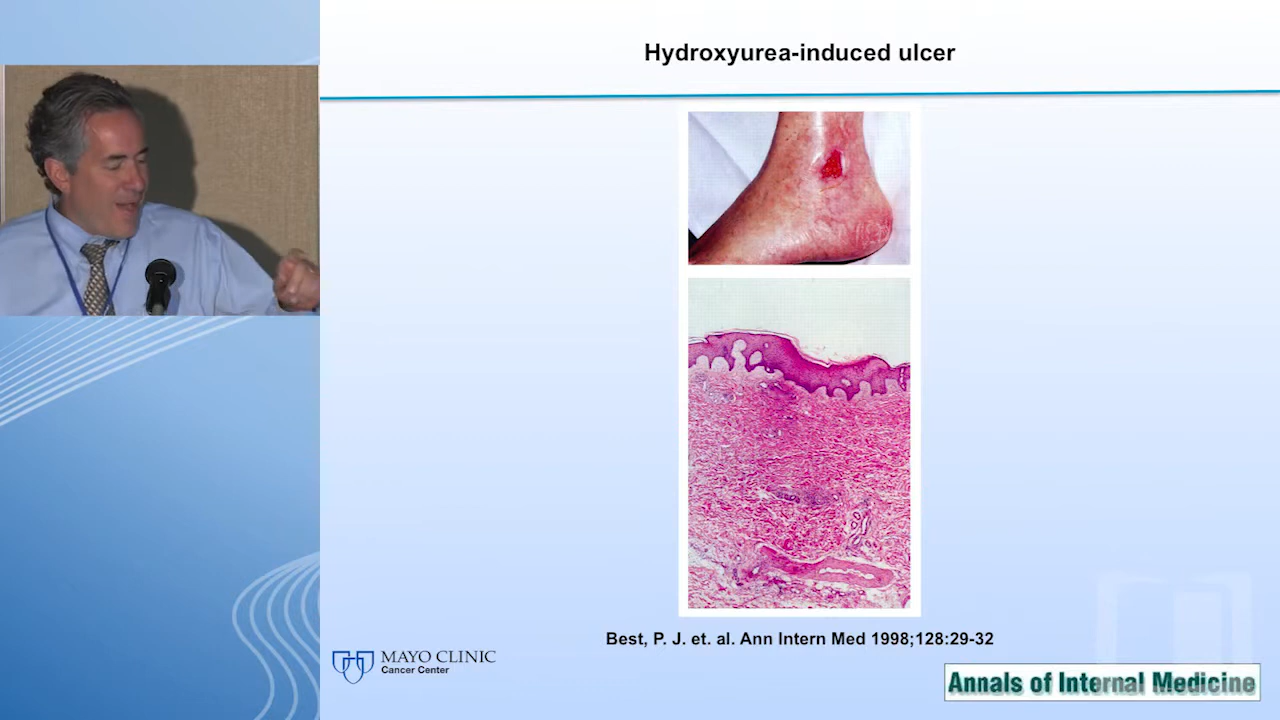 Hydroxyurea-induced ulcer
Best, P. J. et. al. Ann Intern Med 1998;128:29-32
MAYO CLINIC
Cancer Center
Annals of Internal Medicine